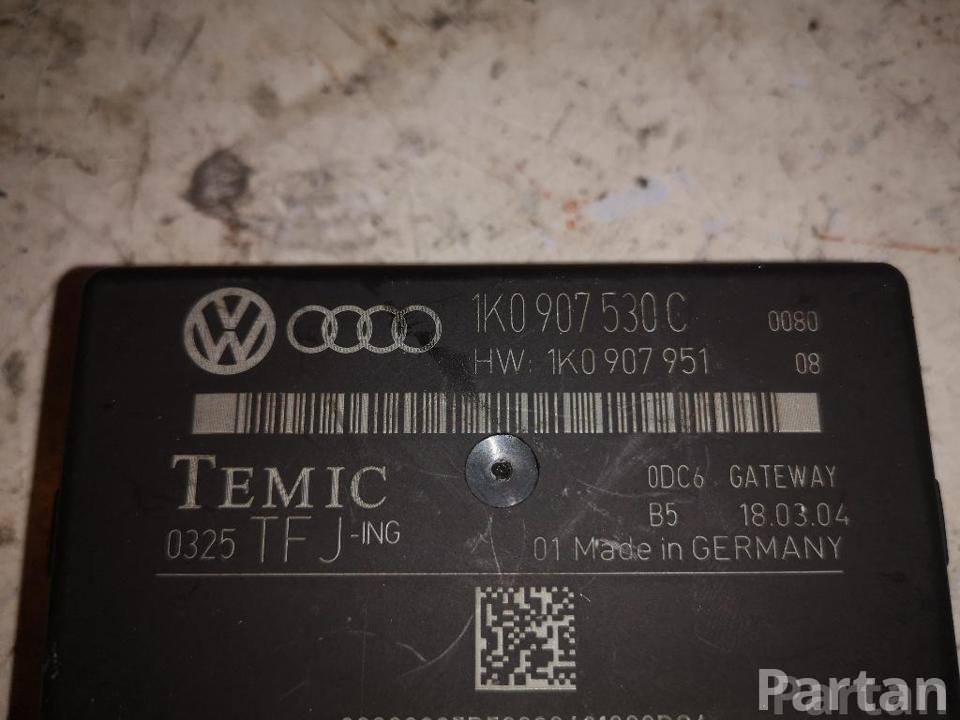 1K0 907 530 C 0080
HW: 1K0 907 951 08
TEMIC 0DC6 GATEWAY
B5 18.03.04
0325 TFJ-ING 01 Made in GERMANY
Partan